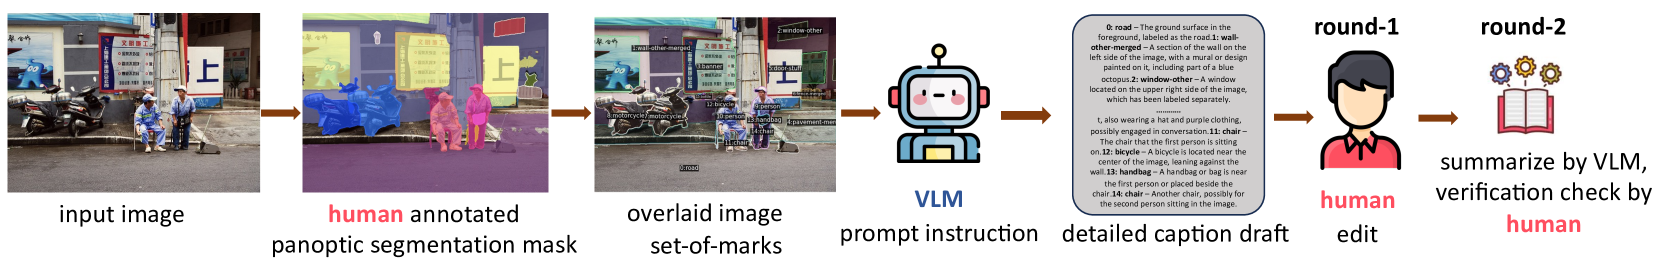 input image
human annotated
panoptic segmentation mask
1:wall-other-merged
2:window-other
3:banner
5:door-stuff
12:bicycle
9:person
8:motorcycle
7:motorcycle
10:person
13:handbag
14:chair
11:chair
0:road
overlaid image
set-of-marks
VLM
prompt instruction
0: road – The ground surface in the
foreground, labeled as the road.1: wall-
other-merged – A section of the wall on the
left side of the image, with a mural or design
painted on it, including part of a blue
octopus.2: window-other – A window
located on the upper right side of the image,
which has been labeled separately.
............
t, also wearing a hat and purple clothing,
possibly engaged in conversation.11: chair –
The chair that the first person is sitting
on.12: bicycle – A bicycle is located near the
center of the image, leaning against the
wall.13: handbag – A handbag or bag is near
the first person or placed beside the
chair.14: chair – Another chair, possibly for
the second person sitting in the image.
detailed caption draft
round-1
human
edit
round-2
summarize by VLM,
verification check by
human